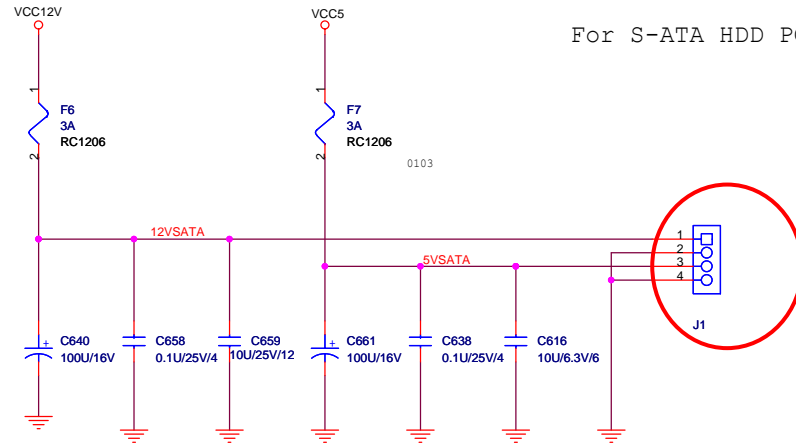 VCC12V
VCC5
For S-ATA HDD
1
F6
3A
RC1206
2
1
F7
3A
RC1206
2
0103
12VSATA
5VSATA
1
2
3
4
J1
C640
100U/16V
C658
0.1U/25V/4
C659
10U/25V/12
C661
100U/16V
C638
0.1U/25V/4
C616
10U/6.3V/6
+
+